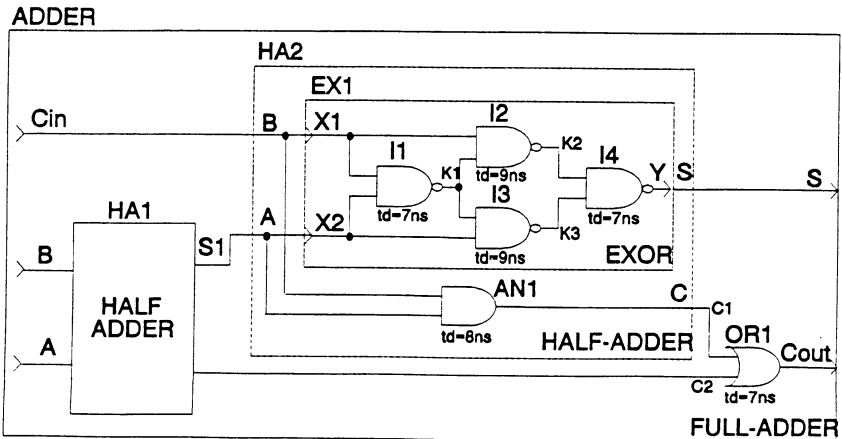 ADDER
HA2
EX1
Cin
B
X1
I1
I2
K1
K2
td=9ns
I4
Y
S
S
td=7ns
I3
td=7ns
HA1
A
X2
K3
td=9ns
EXOR
S1
B
HALF
ADDER
AN1
C
C1
td=8ns
HALF-ADDER
OR1
Cout
A
C2
td=7ns
FULL-ADDER